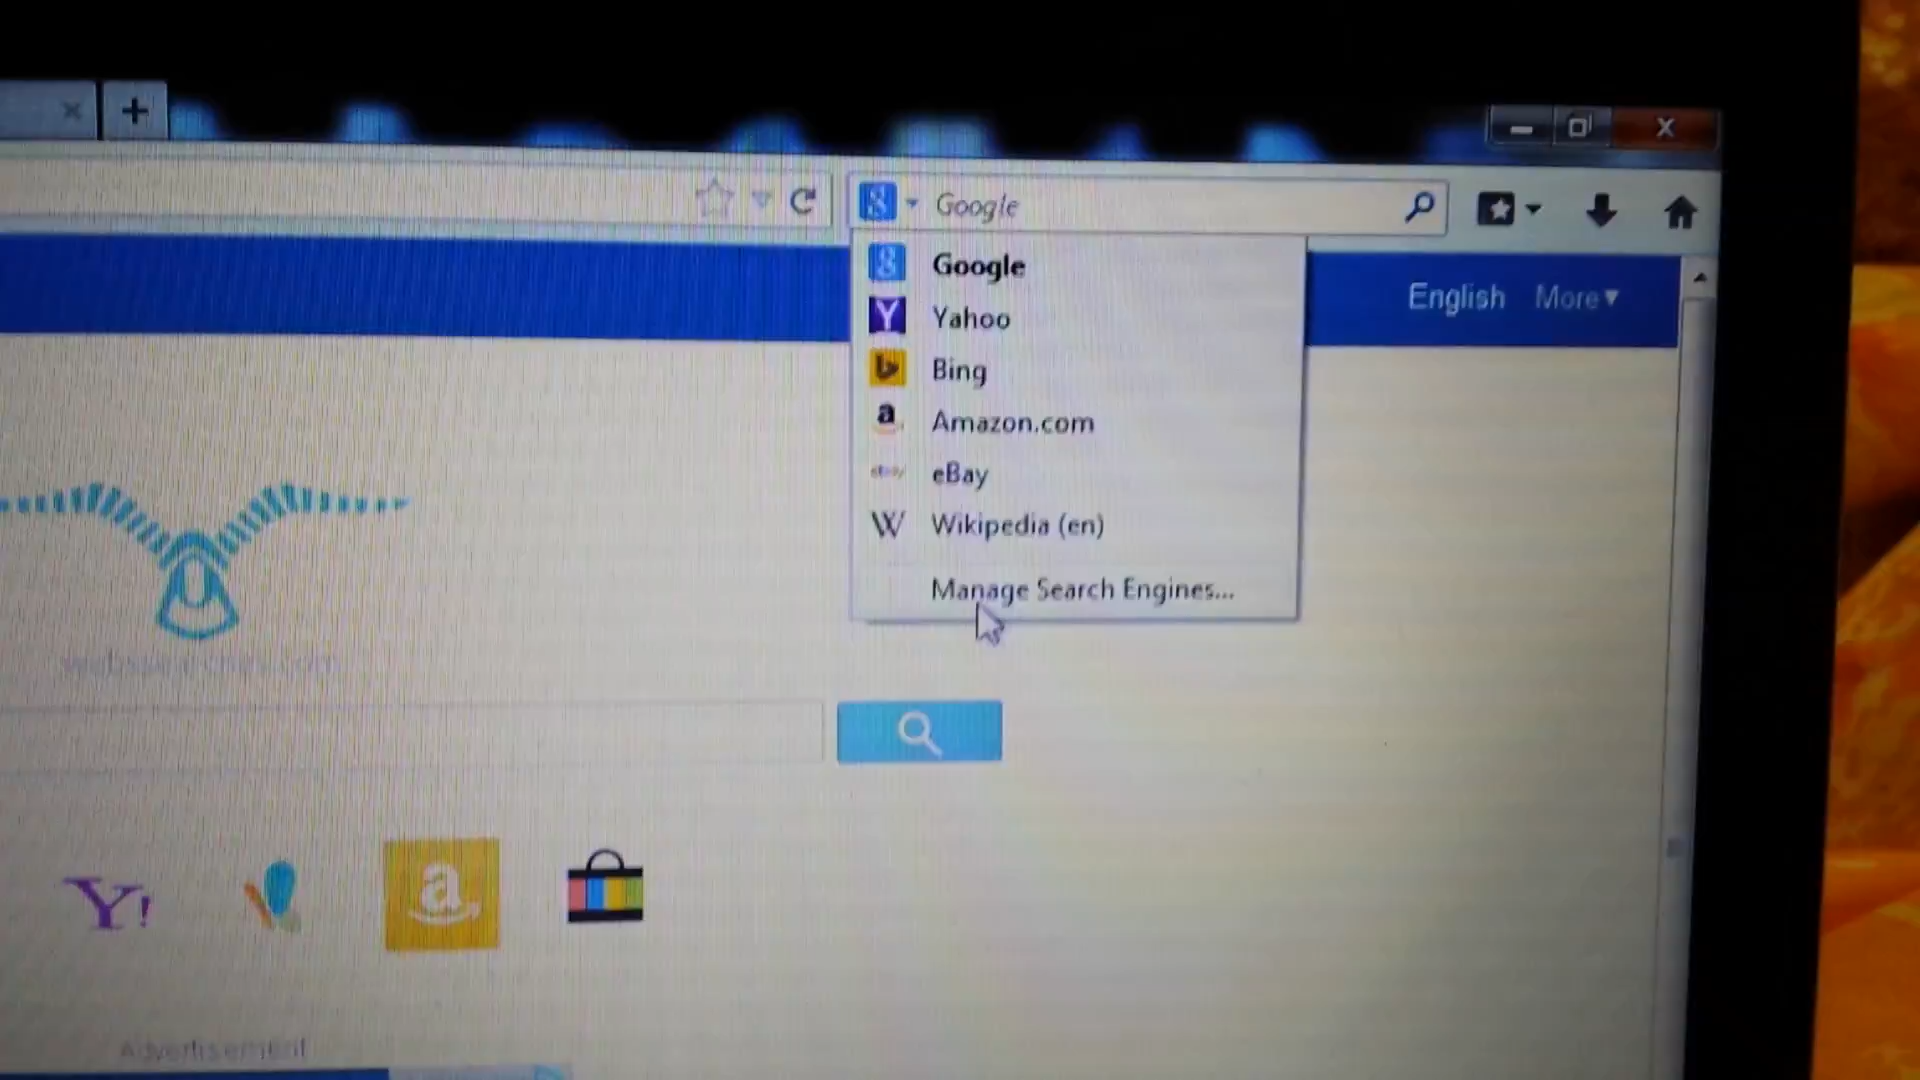 Google
Google
Yahoo
Bing
Amazon.com
eBay
Wikipedia (en)
Manage Search Engines...
English More
Y!
Advertisement